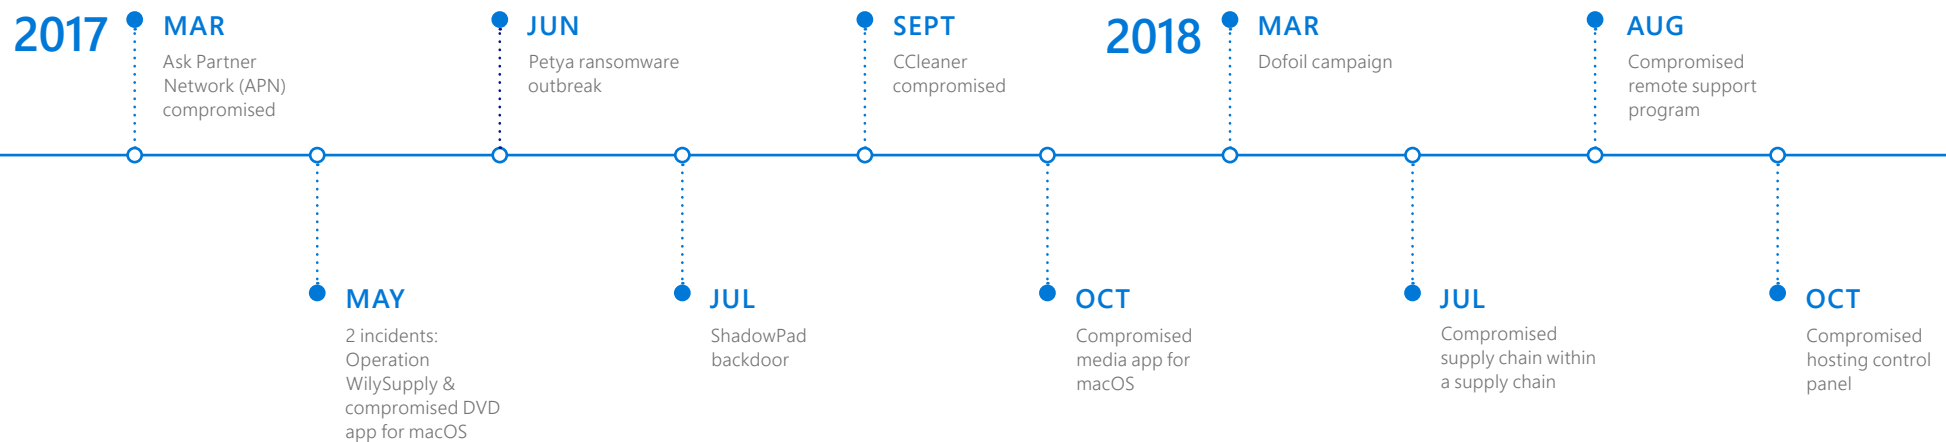 2017
MAR
Ask Partner
Network (APN)
compromised
MAY
2 incidents:
Operation
WilySupply &
compromised DVD
app for macOS
JUN
Petya ransomware
outbreak
JUL
ShadowPad
backdoor
SEPT
CCleaner
compromised
OCT
Compromised
media app for
macOS
2018
MAR
Dofoil campaign
JUL
Compromised
supply chain within
a supply chain
AUG
Compromised
remote support
program
OCT
Compromised
hosting control
panel